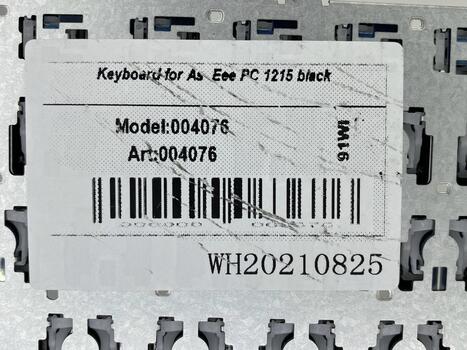 Keyboard for As Eee PC 1215 black
Model:004076
Art:004076
91WI
WH20210825